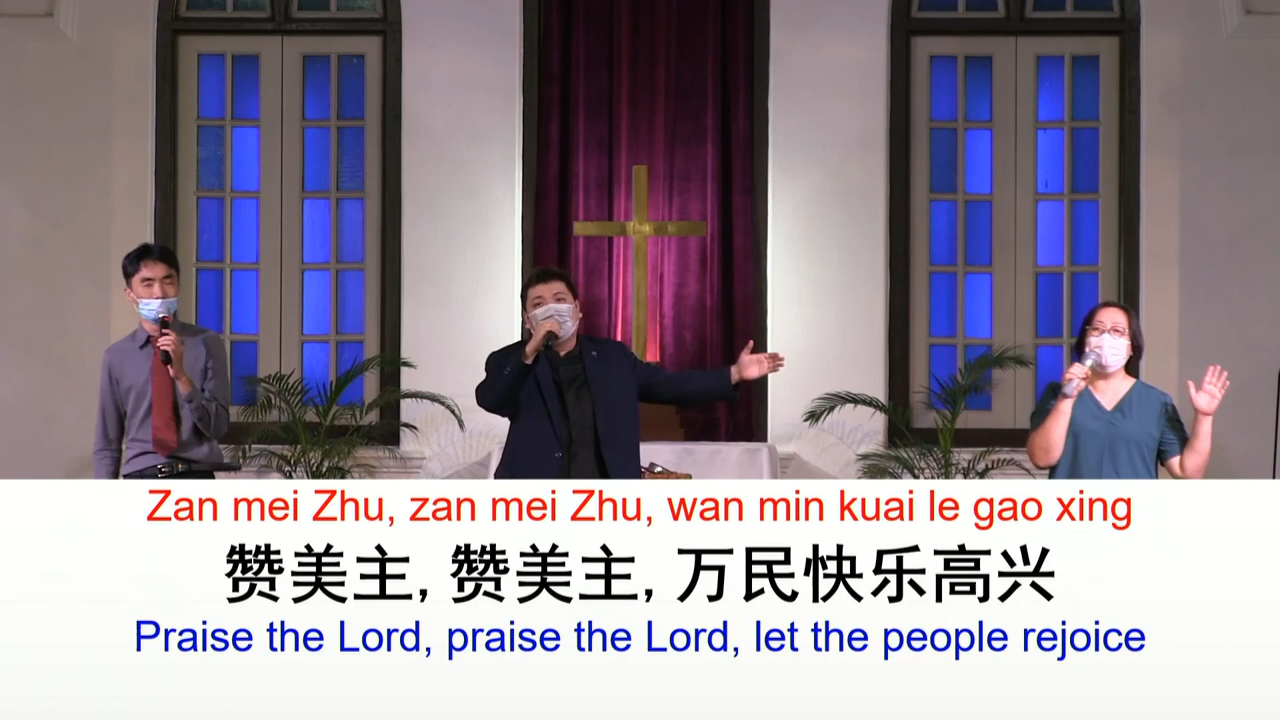 Zan mei Zhu, zan mei Zhu, wan min kuai le gao xing
赞美主, 赞美主, 万民快乐高兴
Praise the Lord, praise the Lord, let the people rejoice